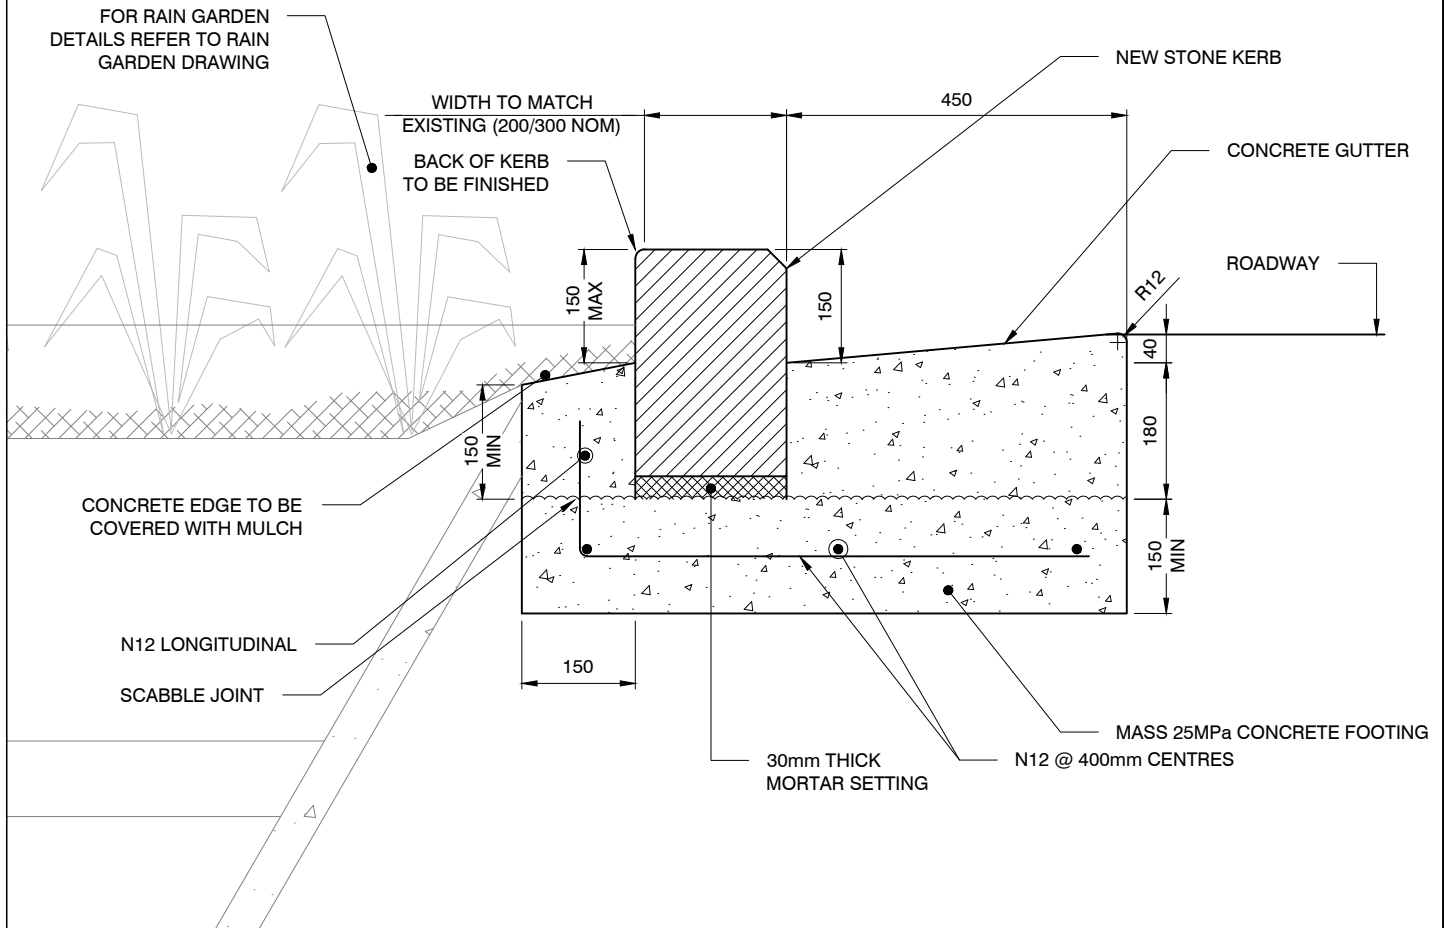 FOR RAIN GARDEN
DETAILS REFER TO RAIN
GARDEN DRAWING
NEW STONE KERB
WIDTH TO MATCH
EXISTING (200/300 NOM)
450
BACK OF KERB
TO BE FINISHED
CONCRETE GUTTER
ROADWAY
R12
150
MAX
150
40
180
150
MIN
150
MIN
CONCRETE EDGE TO BE
COVERED WITH MULCH
N12 LONGITUDINAL
SCABBLE JOINT
150
30mm THICK
MORTAR SETTING
MASS 25MPa CONCRETE FOOTING
N12 @ 400mm CENTRES